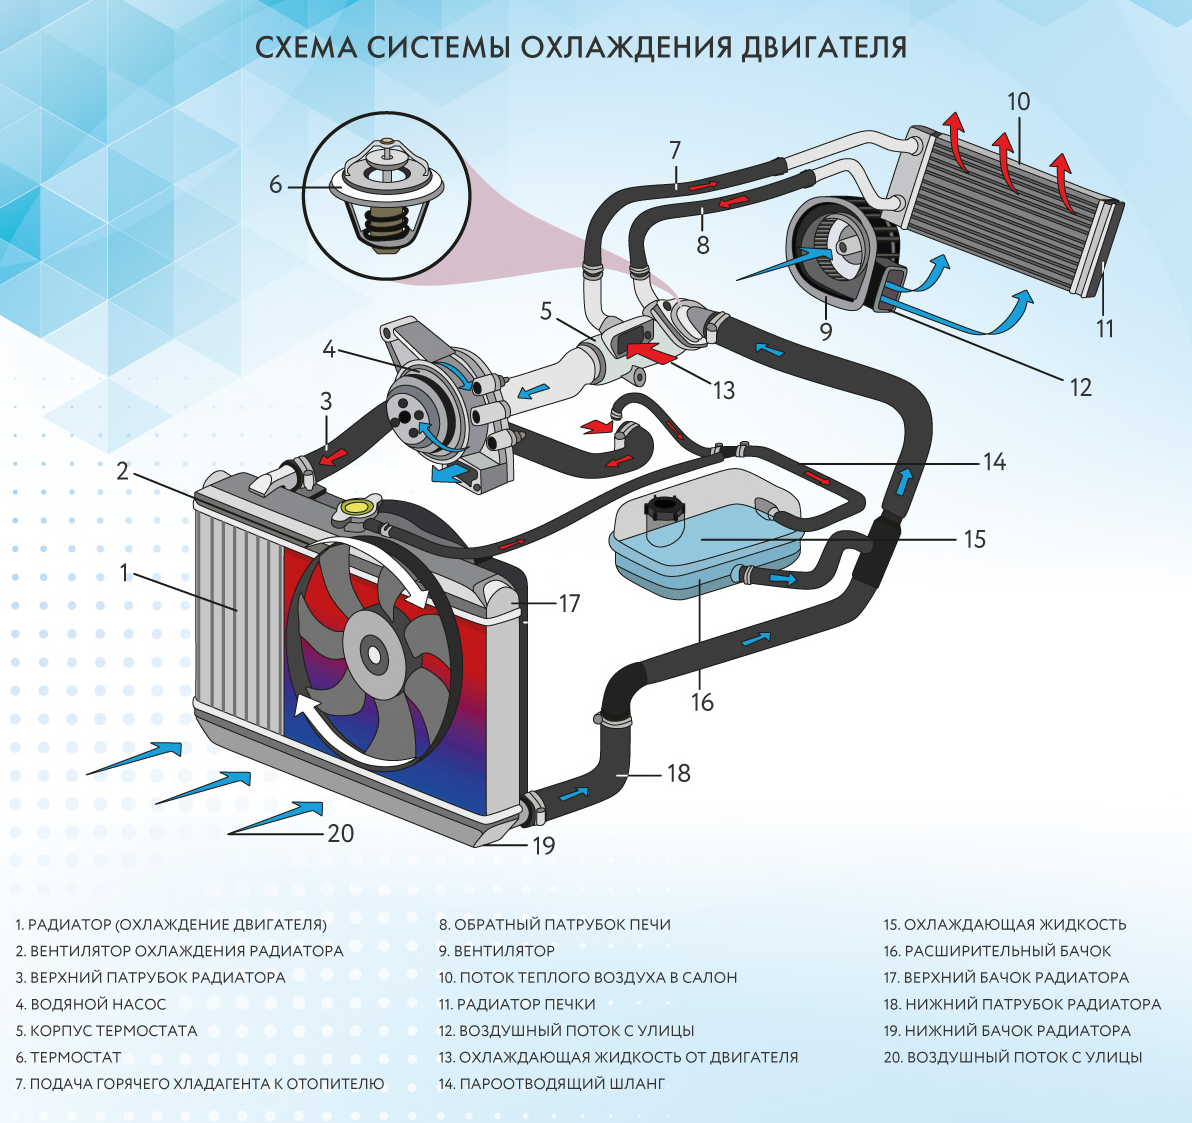 СХЕМА СИСТЕМЫ ОХЛАЖДЕНИЯ ДВИГАТЕЛЯ
10
7
6
8
5
9
11
4
12
13
3
2
14
15
1
17
16
18
20
19
1. РАДИАТОР (ОХЛАЖДЕНИЕ ДВИГАТЕЛЯ)
2. ВЕНТИЛЯТОР ОХЛАЖДЕНИЯ РАДИАТОРА
3. ВЕРХНИЙ ПАТРУБОК РАДИАТОРА
4. ВОДЯНОЙ НАСОС
5. КОРПУС ТЕРМОСТАТА
6. ТЕРМОСТАТ
7. ПОДАЧА ГОРЯЧЕГО ХЛАДАГЕНТА К ОТОПИТЕЛЮ
8. ОБРАТНЫЙ ПАТРУБОК ПЕЧИ
9. ВЕНТИЛЯТОР
10. ПОТОК ТЕПЛОГО ВОЗДУХА В САЛОН
11. РАДИАТОР ПЕЧКИ
12. ВОЗДУШНЫЙ ПОТОК С УЛИЦЫ
13. ОХЛАЖДАЮЩАЯ ЖИДКОСТЬ ОТ ДВИГАТЕЛЯ
14. ПАРООТВОДЯЩИЙ ШЛАНГ
15. ОХЛАЖДАЮЩАЯ ЖИДКОСТЬ
16. РАСШИРИТЕЛЬНЫЙ БАЧОК
17. ВЕРХНИЙ БАЧОК РАДИАТОРА
18. НИЖНИЙ ПАТРУБОК РАДИАТОРА
19. НИЖНИЙ БАЧОК РАДИАТОРА
20. ВОЗДУШНЫЙ ПОТОК С УЛИЦЫ